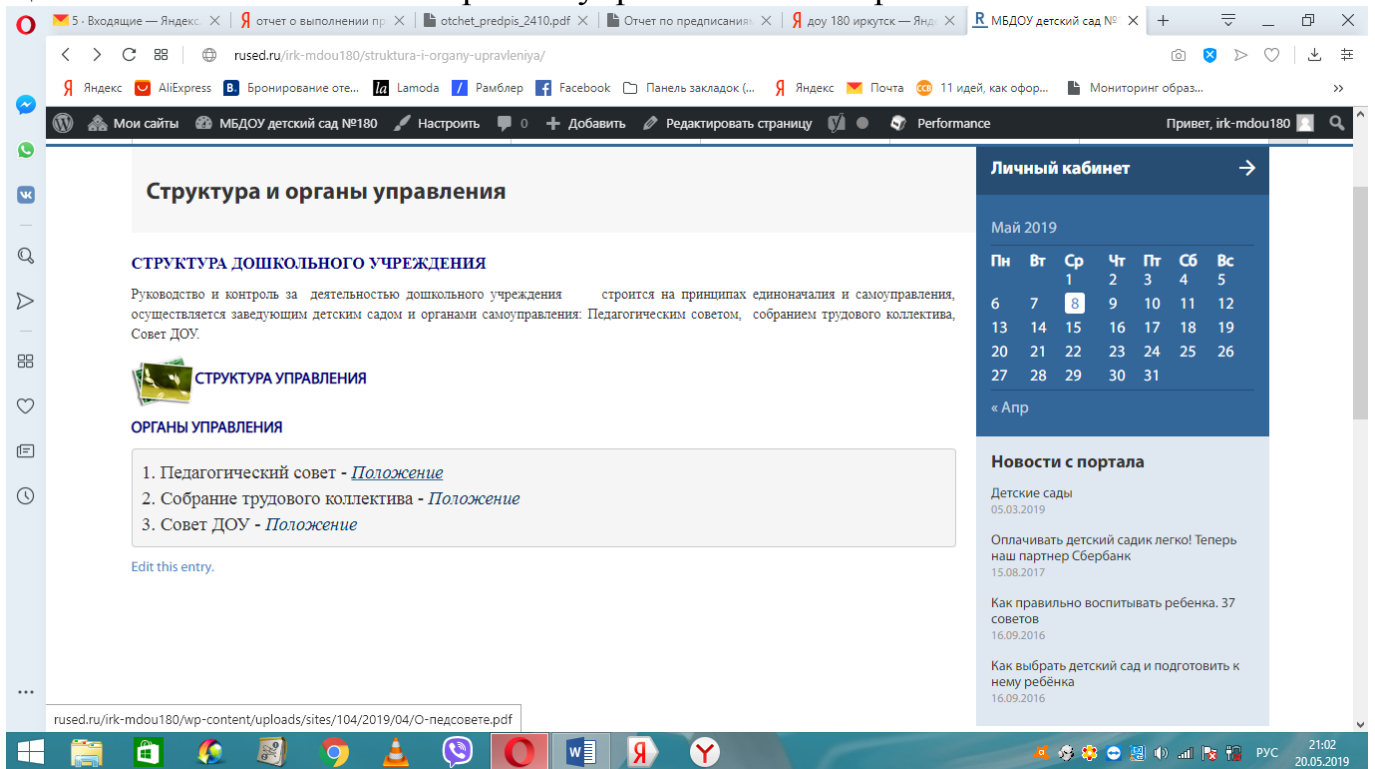 5 · Входящие — Яндекс.
отчет о выполнении пр
otchet_predpis_2410.pdf
Отчет по предписания
доу 180 иркутск — Янд
МБДОУ детский сад №
rused.ru/irk-mdou180/struktura-i-organy-upravleniya/
Яндекс AliExpress Бронирование оте... Lamoda Рамблер Facebook Панель закладок (... Яндекс Почта 11 идей, как офор... Мониторинг образ... »
Мои сайты МБДОУ детский сад №180 Настроить 0 Добавить Редактировать страницу Performance Привет, irk-mdou180
Структура и органы управления
СТРУКТУРА ДОШКОЛЬНОГО УЧРЕЖДЕНИЯ
Руководство и контроль за деятельностью дошкольного учреждения строится на принципах единоначалия и самоуправления,
осуществляется заведующим детским садом и органами самоуправления: Педагогическим советом, собранием трудового коллектива,
Совет ДОУ.
СТРУКТУРА УПРАВЛЕНИЯ
ОРГАНЫ УПРАВЛЕНИЯ
1. Педагогический совет - Положение
2. Собрание трудового коллектива - Положение
3. Совет ДОУ - Положение
Edit this entry.
Личный кабинет
Май 2019
Пн Вт Ср Чт Пт Сб Вс
1 2 3 4 5
6 7 8 9 10 11 12
13 14 15 16 17 18 19
20 21 22 23 24 25 26
27 28 29 30 31
« Апр
Новости с портала
Детские сады
05.03.2019
Оплачивать детский садик легко! Теперь
наш партнер Сбербанк
15.08.2017
Как правильно воспитывать ребенка. 37
советов
16.09.2016
Как выбрать детский сад и подготовить к
нему ребёнка
16.09.2016
rused.ru/irk-mdou180/wp-content/uploads/sites/104/2019/04/О-педсовете.pdf
РУС
21:02
20.05.2019